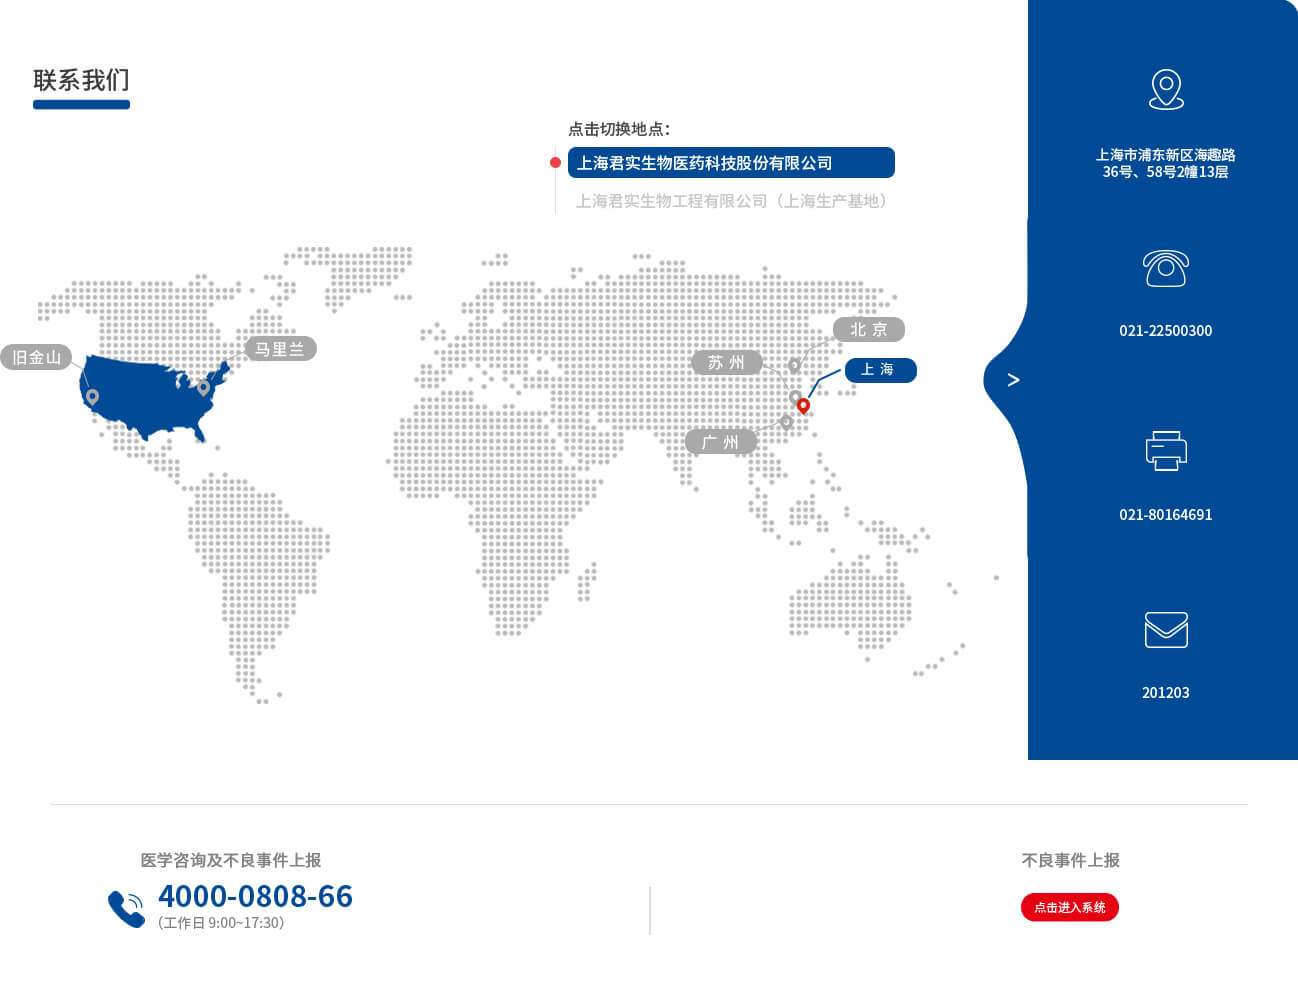 联系我们
点击切换地点：
上海君实生物医药科技股份有限公司
上海君实生物工程有限公司（上海生产基地）
旧金山
马里兰
北京
苏州
上海
广州
>
上海市浦东新区海趣路
36号、58号2幢13层
021-22500300
021-80164691
201203
医学咨询及不良事件上报
4000-0808-66
（工作日 9:00~17:30）
不良事件上报
点击进入系统